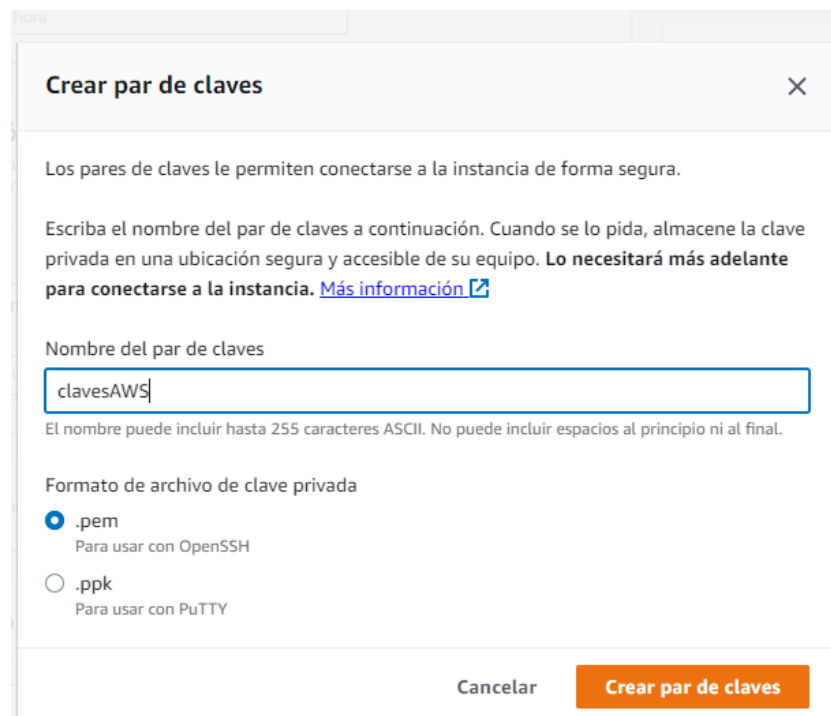 hora
Crear par de claves
Los pares de claves le permiten conectarse a la instancia de forma segura.
Escriba el nombre del par de claves a continuación. Cuando se lo pida, almacene la clave
privada en una ubicación segura y accesible de su equipo. Lo necesitará más adelante
para conectarse a la instancia. Más información
Nombre del par de claves
clavesAWS
El nombre puede incluir hasta 255 caracteres ASCII. No puede incluir espacios al principio ni al final.
Formato de archivo de clave privada
.pem
Para usar con OpenSSH
.ppk
Para usar con PuTTY
Cancelar Crear par de claves